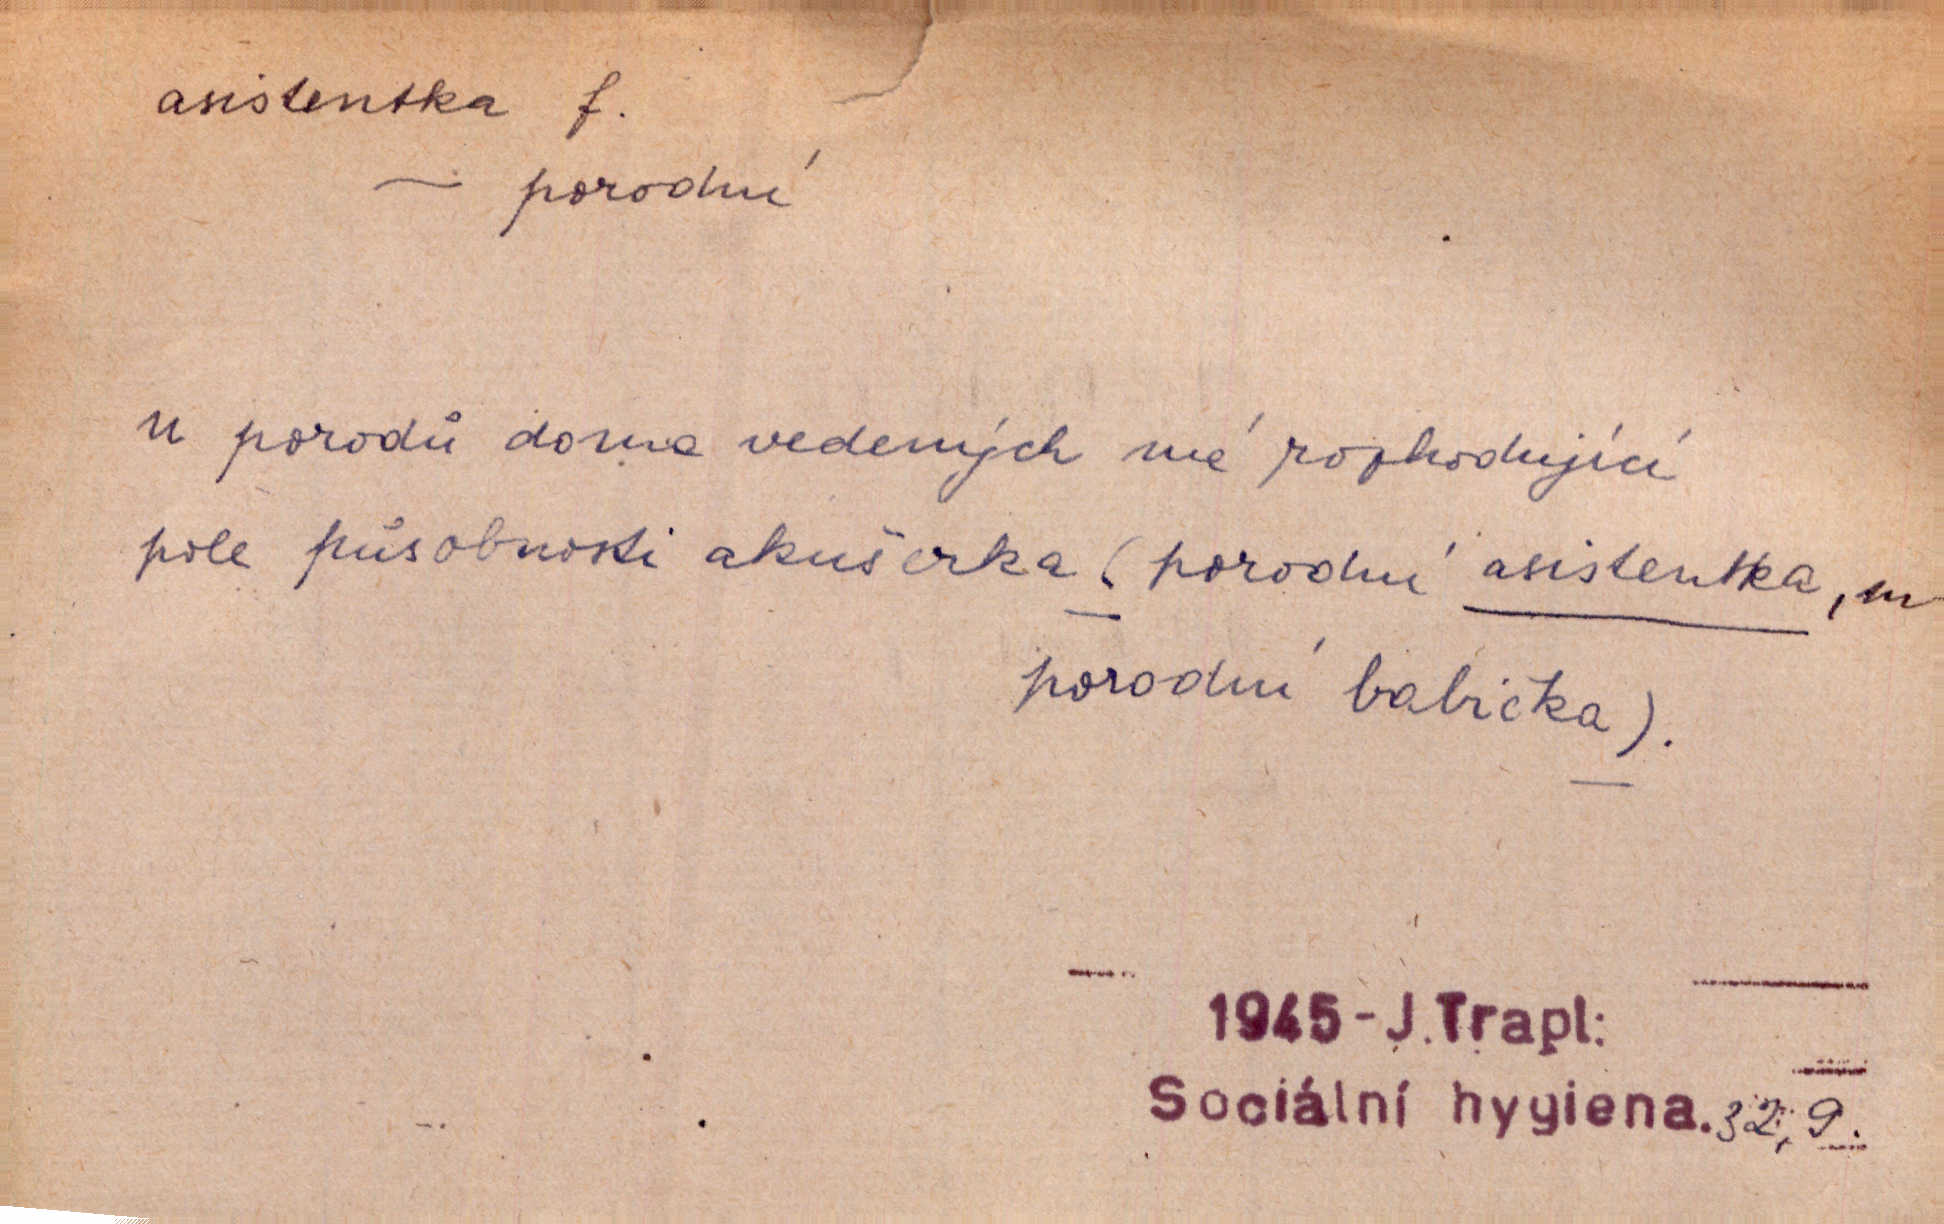 asistentka f.
~ porodní
U porodů doma vedených má rozhodující
pole působnosti akušerka (porodní asistentka,
porodní babička).
1945 - J. Trapl:
Sociální hygiena. 32, 9.